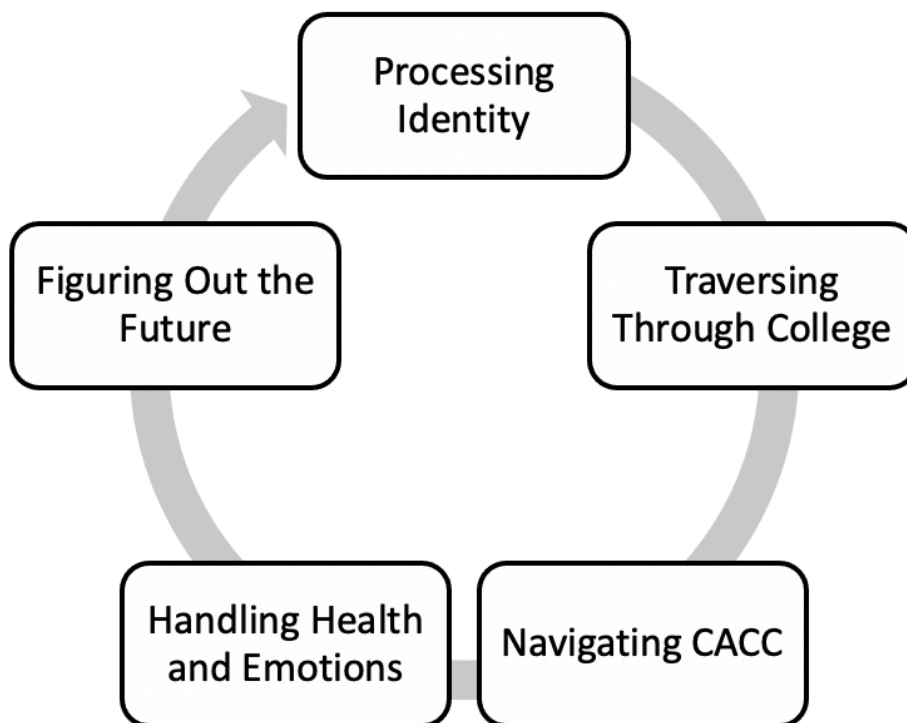 Processing
Identity
Traversing
Through College
Navigating CACC
Handling Health
and Emotions
Figuring Out the
Future